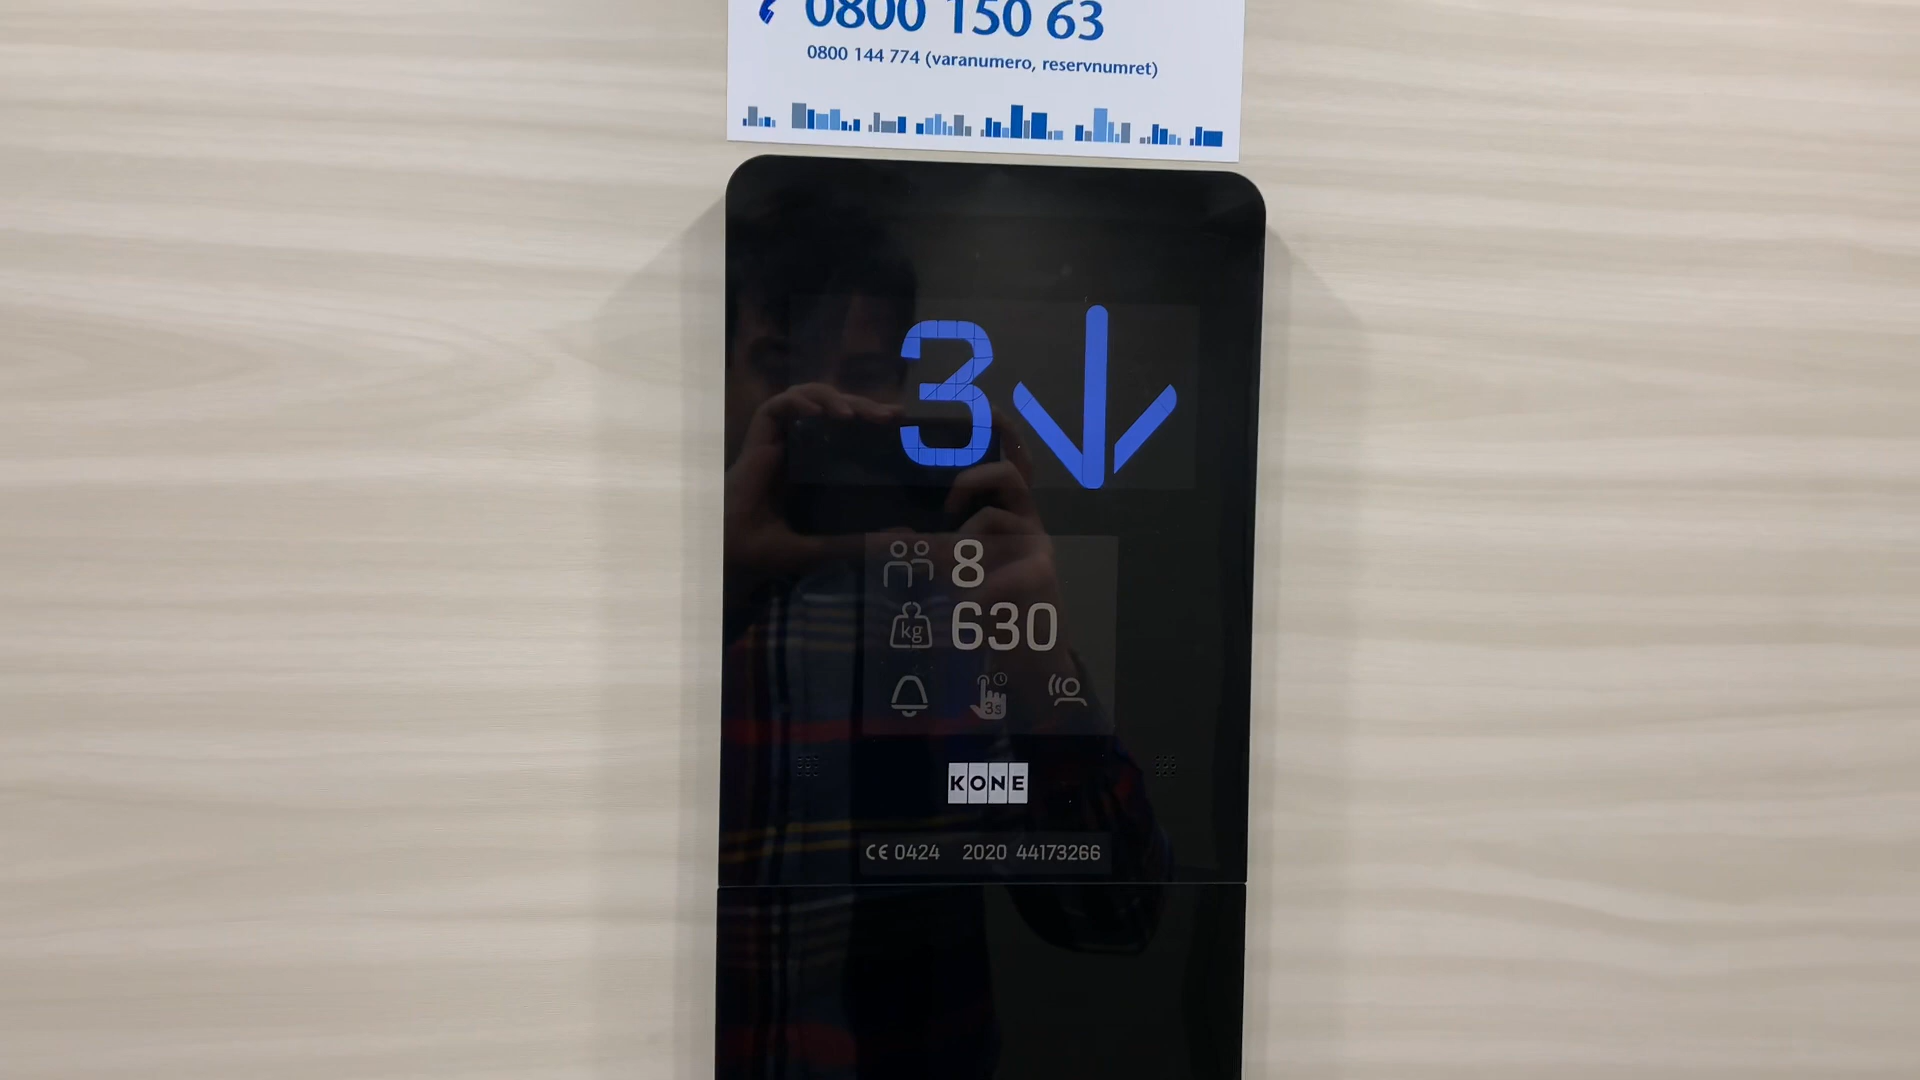 0800 150 63
0800 144 774 (varanumero, reservnumret)
3
8
kg 630
3s
KONE
CE 0424 2020 44173266